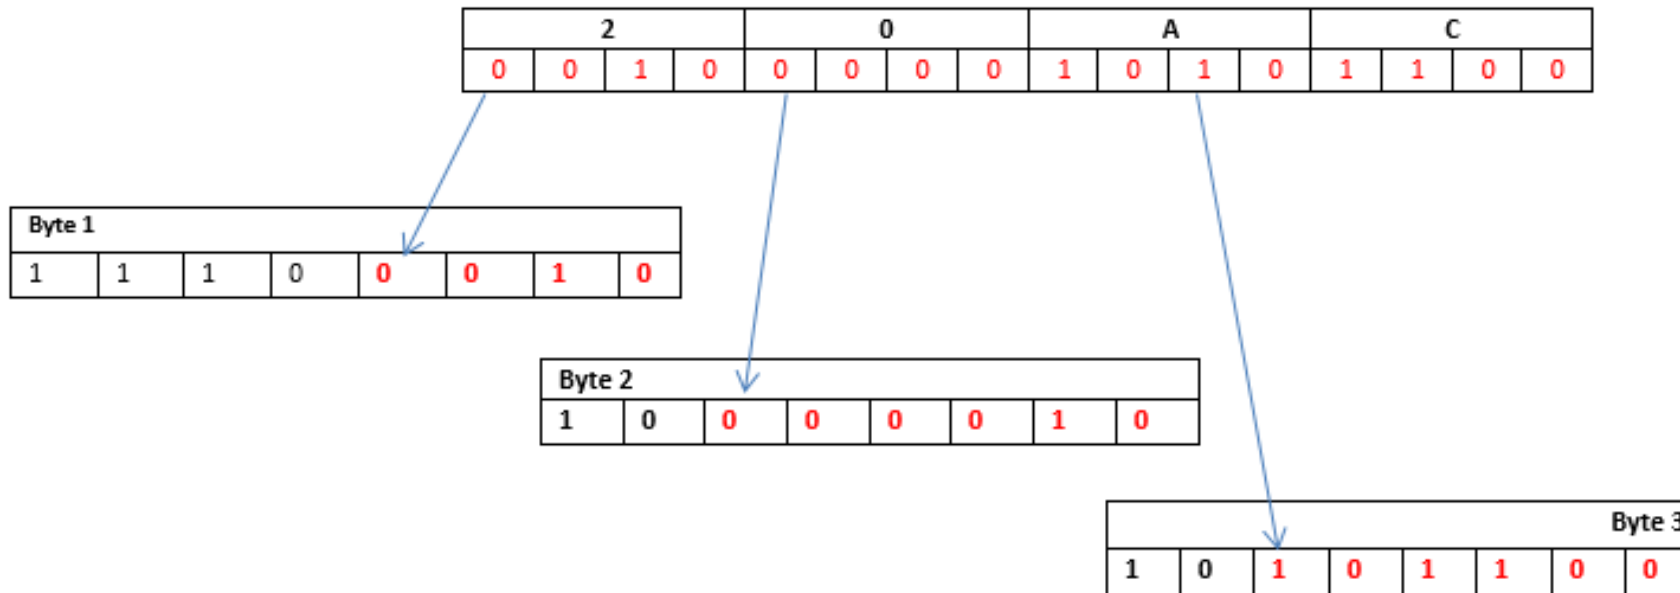 2 0 A C
0 0 1 0 0 0 0 0 1 0 1 0 1 1 0 0
Byte 1
1 1 1 0 0 0 1 0
Byte 2
1 0 0 0 0 0 1 0
Byte 3
1 0 1 0 1 1 0 0